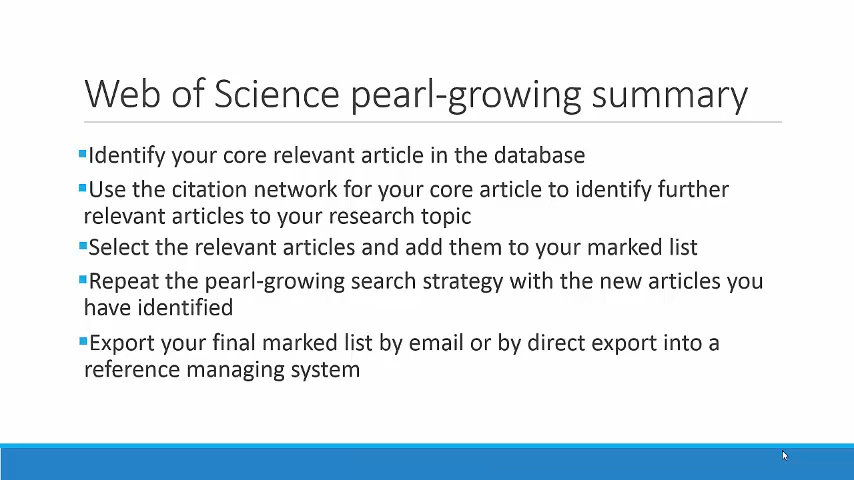 Web of Science pearl-growing summary
▪Identify your core relevant article in the database
▪Use the citation network for your core article to identify further
relevant articles to your research topic
▪Select the relevant articles and add them to your marked list
▪Repeat the pearl-growing search strategy with the new articles you
have identified
▪Export your final marked list by email or by direct export into a
reference managing system